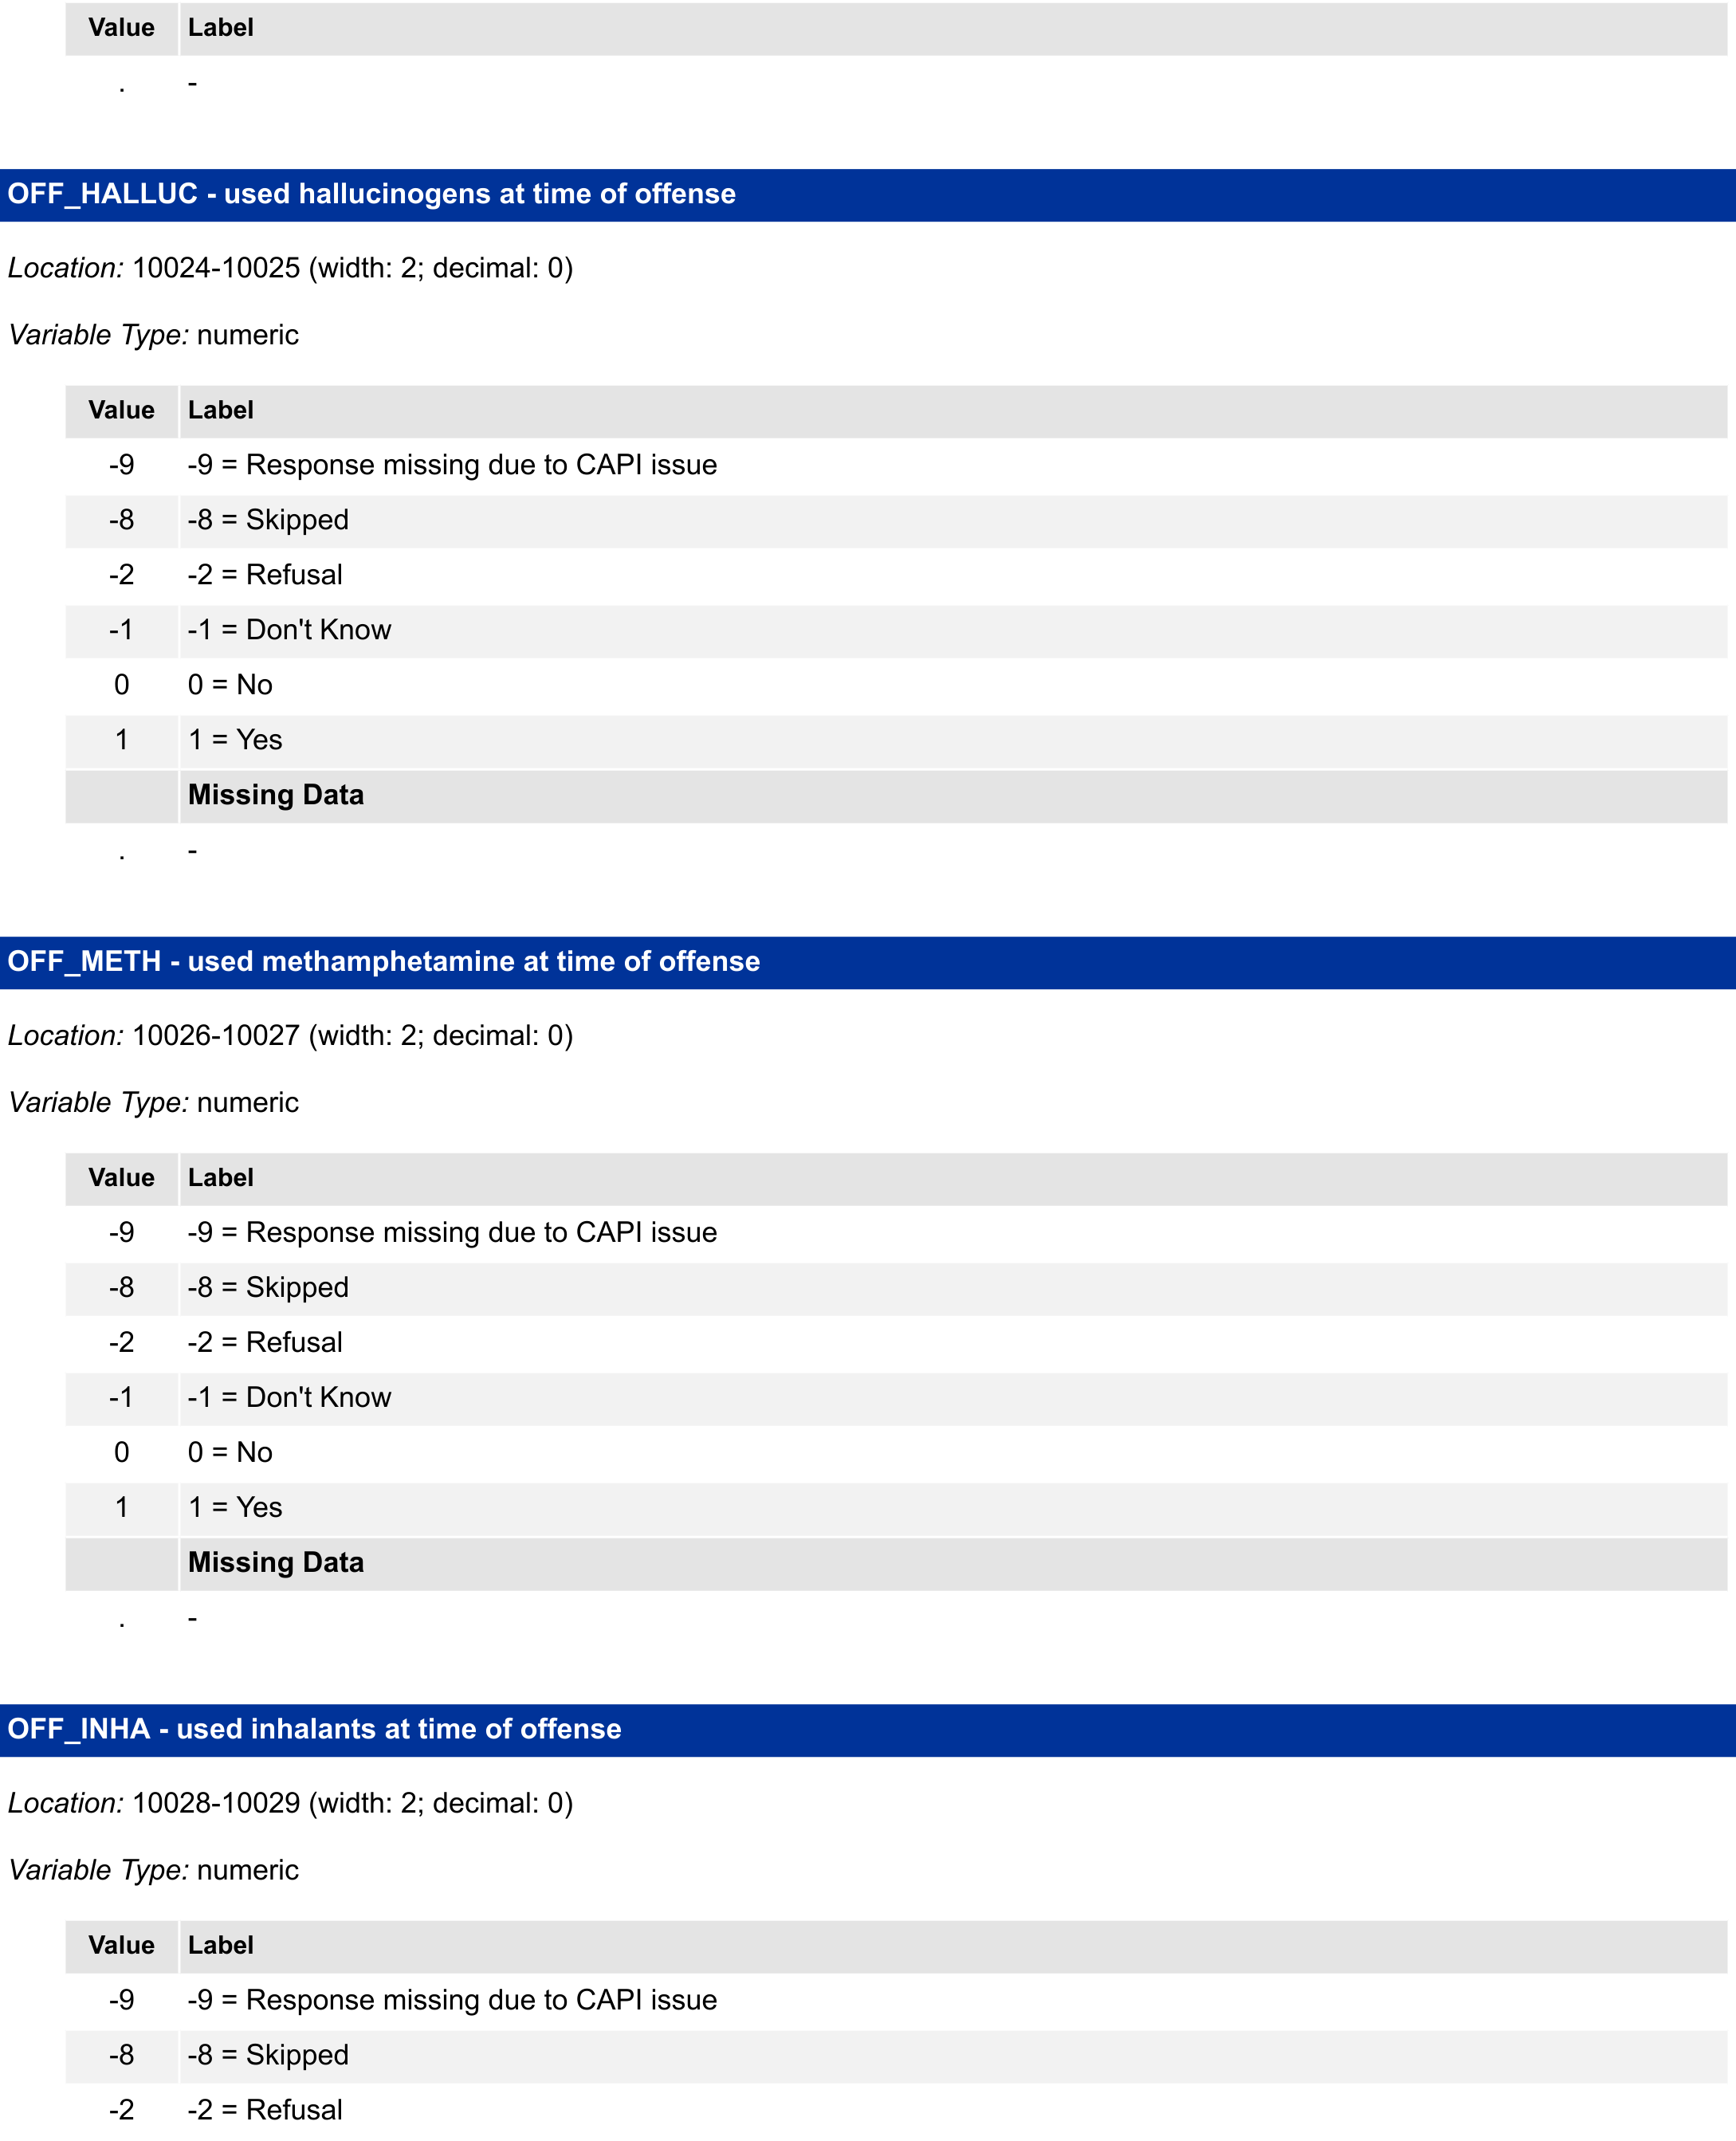 Value Label
. -
OFF_HALLUC - used hallucinogens at time of offense
Location: 10024-10025 (width: 2; decimal: 0)
Variable Type: numeric
Value Label
-9 -9 = Response missing due to CAPI issue
-8 -8 = Skipped
-2 -2 = Refusal
-1 -1 = Don't Know
0 0 = No
1 1 = Yes
Missing Data
. -
OFF_METH - used methamphetamine at time of offense
Location: 10026-10027 (width: 2; decimal: 0)
Variable Type: numeric
Value Label
-9 -9 = Response missing due to CAPI issue
-8 -8 = Skipped
-2 -2 = Refusal
-1 -1 = Don't Know
0 0 = No
1 1 = Yes
Missing Data
. -
OFF_INHA - used inhalants at time of offense
Location: 10028-10029 (width: 2; decimal: 0)
Variable Type: numeric
Value Label
-9 -9 = Response missing due to CAPI issue
-8 -8 = Skipped
-2 -2 = Refusal